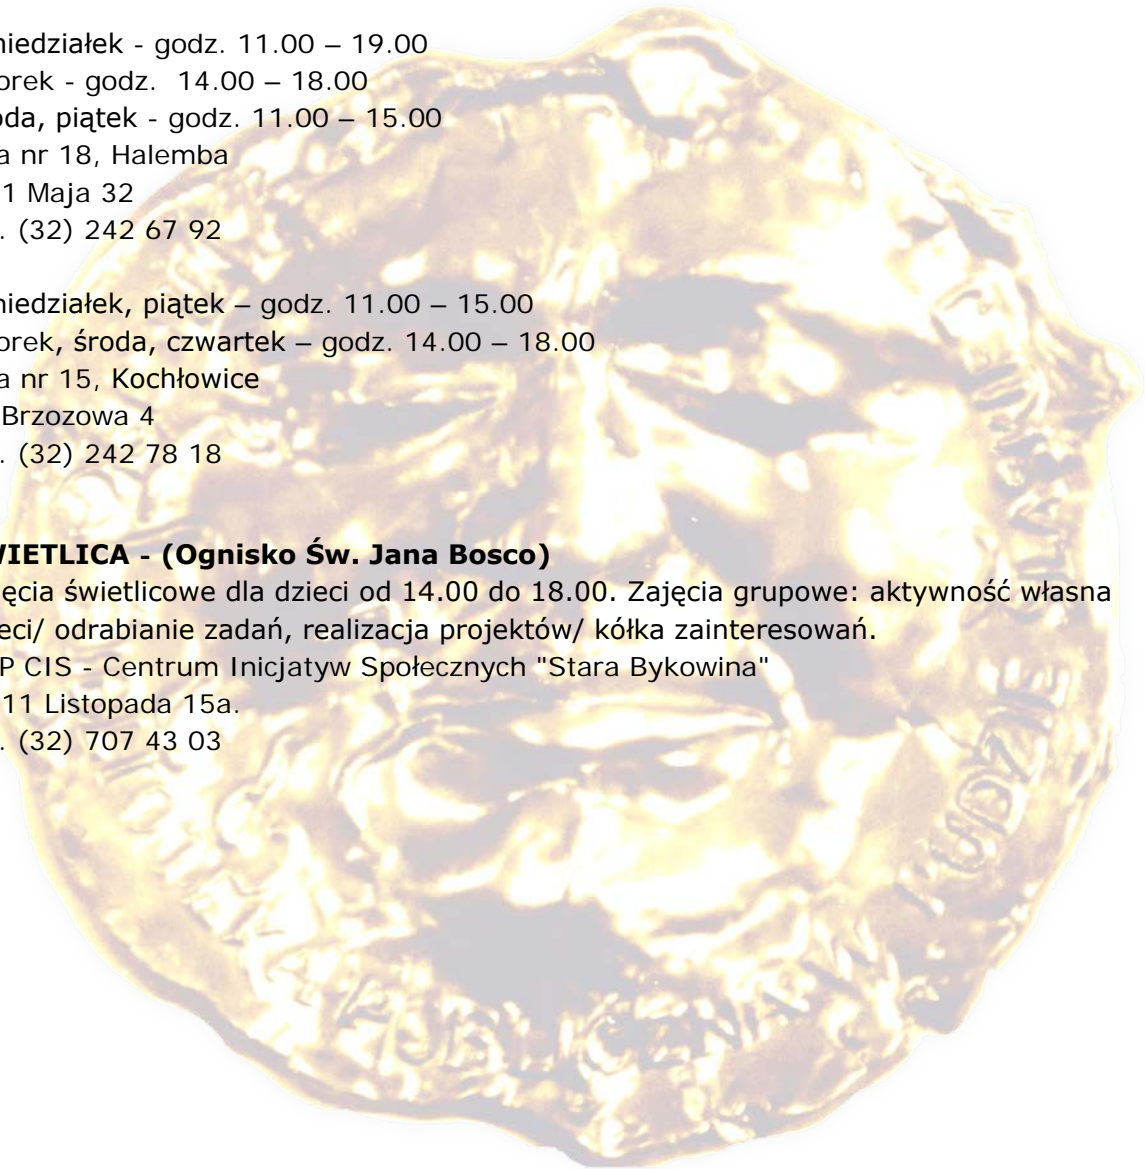 niedziałek - godz. 11.00 – 19.00
orek - godz. 14.00 – 18.00
oda, piątek - godz. 11.00 – 15.00
a nr 18, Halemba
1 Maja 32
. (32) 242 67 92
niedziałek, piątek – godz. 11.00 – 15.00
orek, środa, czwartek – godz. 14.00 – 18.00
a nr 15, Kochłowice
Brzozowa 4
. (32) 242 78 18
WIETLICA - (Ognisko Św. Jana Bosco)
ęcia świetlicowe dla dzieci od 14.00 do 18.00. Zajęcia grupowe: aktywność własna
eci/ odrabianie zadań, realizacja projektów/ kółka zainteresowań.
P CIS - Centrum Inicjatyw Społecznych "Stara Bykowina"
11 Listopada 15a.
. (32) 707 43 03
LUDZIE